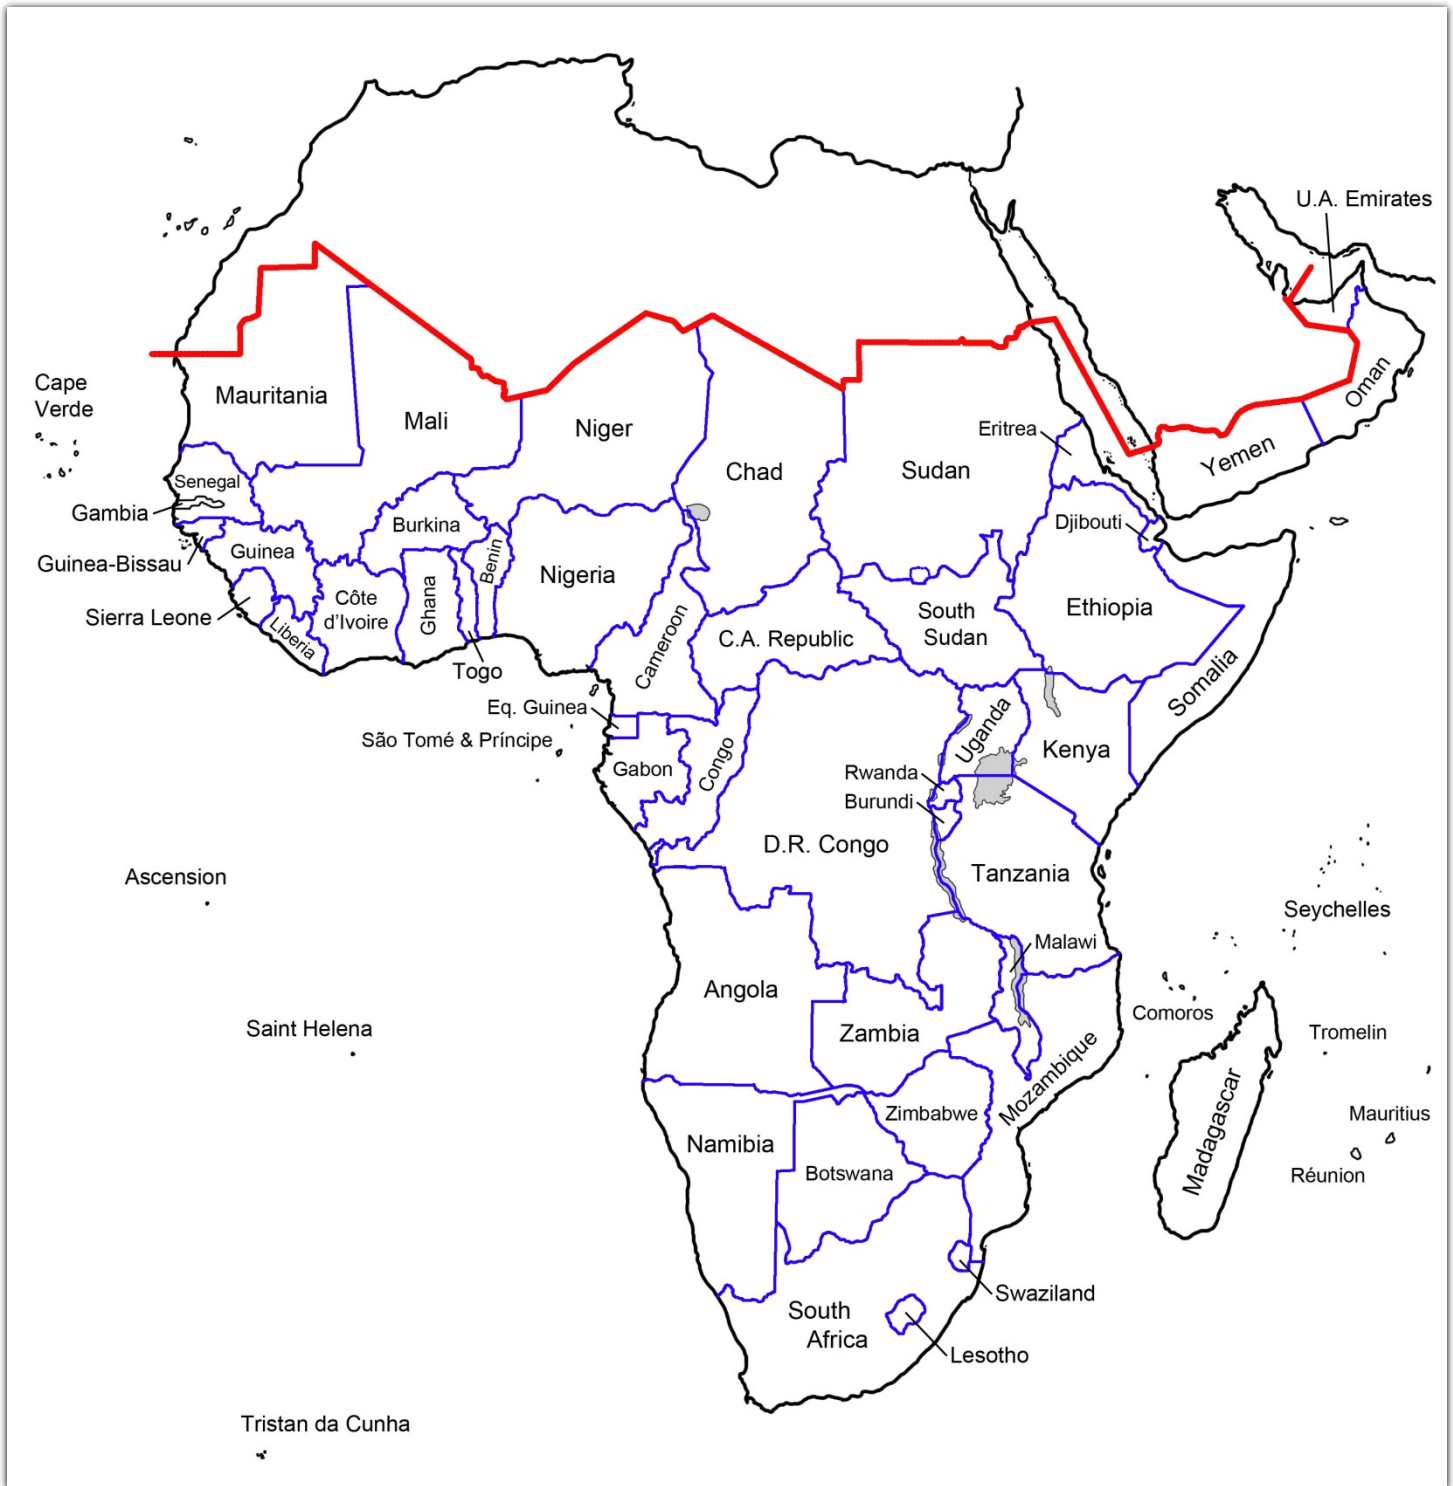 U.A. Emirates
Cape
Verde
Mauritania
Mali
Niger
Chad
Sudan
Eritrea
Yemen
Oman
Senegal
Gambia
Burkina
Djibouti
Guinea-Bissau
Guinea
Benin
Nigeria
Sierra Leone
Liberia
Côte
d'Ivoire
Ghana
Togo
Cameroon
C.A. Republic
South
Sudan
Ethiopia
Somalia
Eq. Guinea
São Tomé & Príncipe
Gabon
Congo
Uganda
Kenya
Rwanda
Burundi
D.R. Congo
Tanzania
Ascension
Seychelles
Malawi
Angola
Zambia
Comoros
Saint Helena
Tromelin
Mozambique
Madagascar
Zimbabwe
Mauritius
Namibia
Botswana
Réunion
Swaziland
South
Africa
Lesotho
Tristan da Cunha